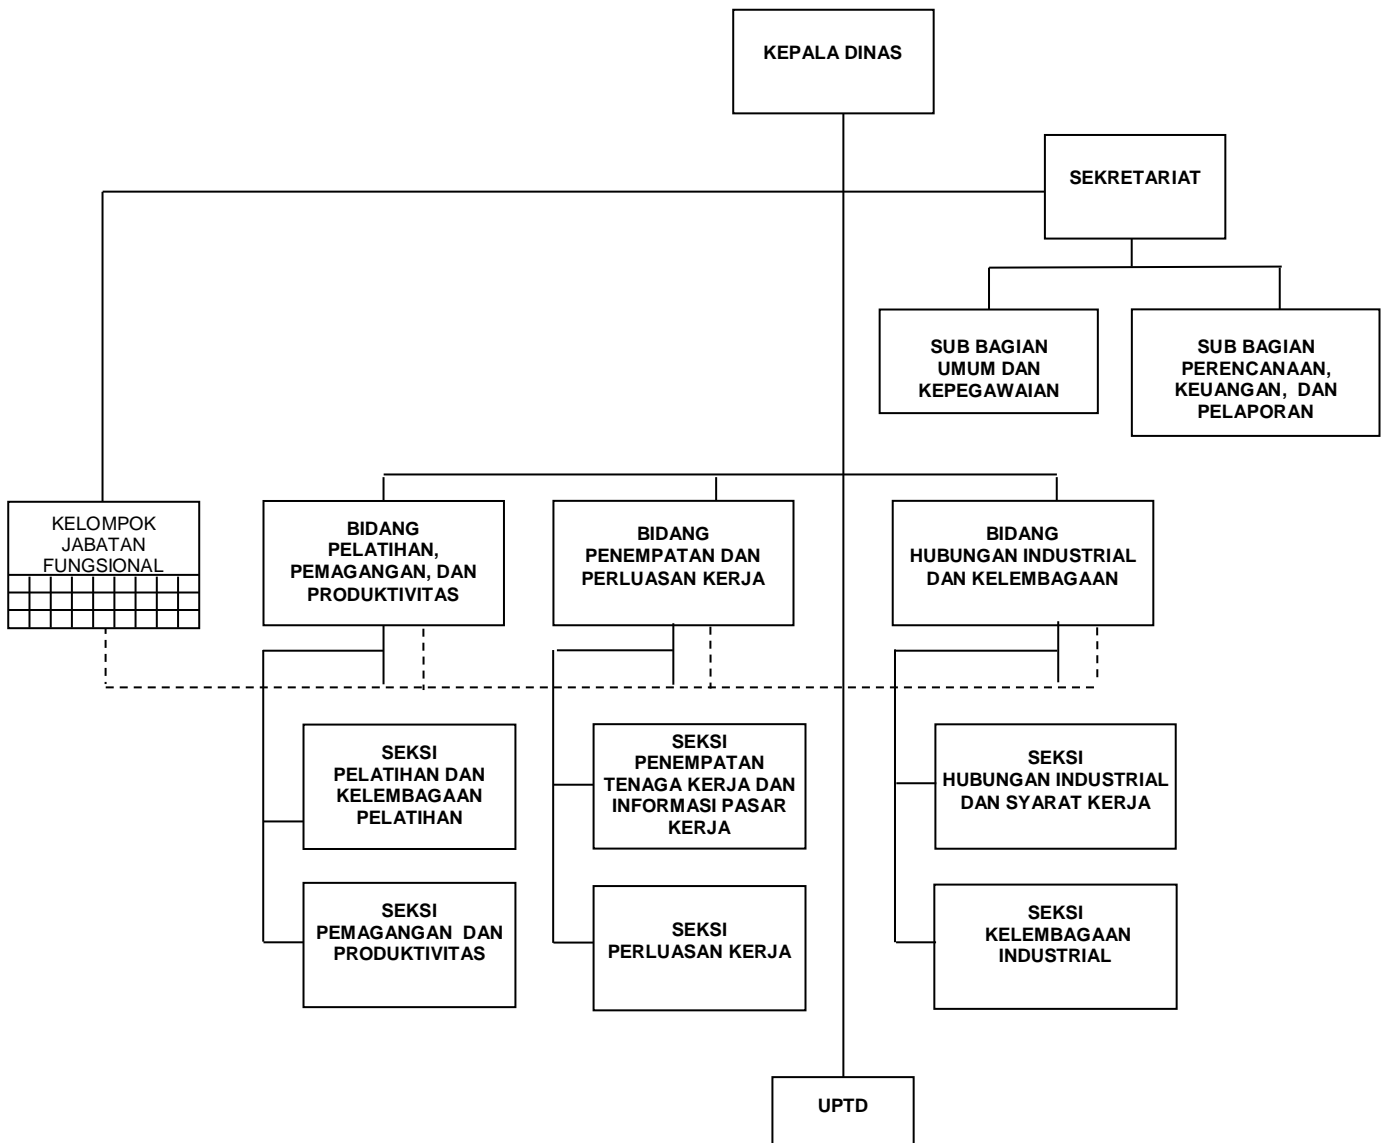 KEPALA DINAS
SEKRETARIAT
SUB BAGIAN
UMUM DAN
KEPEGAWAIAN
SUB BAGIAN
PERENCANAAN,
KEUANGAN, DAN
PELAPORAN
KELOMPOK
JABATAN
FUNGSIONAL
BIDANG
PELATIHAN,
PEMAGANGAN, DAN
PRODUKTIVITAS
BIDANG
PENEMPATAN DAN
PERLUASAN KERJA
BIDANG
HUBUNGAN INDUSTRIAL
DAN KELEMBAGAAN
SEKSI
PELATIHAN DAN
KELEMBAGAAN
PELATIHAN
SEKSI
PENEMPATAN
TENAGA KERJA DAN
INFORMASI PASAR
KERJA
SEKSI
HUBUNGAN INDUSTRIAL
DAN SYARAT KERJA
SEKSI
PEMAGANGAN DAN
PRODUKTIVITAS
SEKSI
PERLUASAN KERJA
SEKSI
KELEMBAGAAN
INDUSTRIAL
UPTD